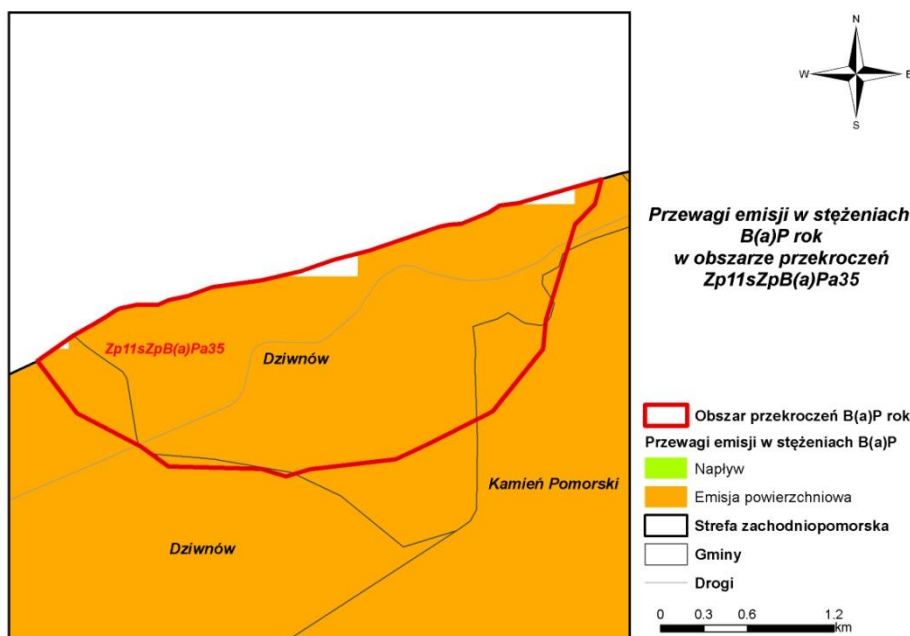 N
W
E
S
Przewagi emisji w stężeniach
B(a)P rok
w obszarze przekroczeń
Zp11sZpB(a)Pa35
Zp11sZpB(a)Pa35
Dziwnów
Kamień Pomorski
Dziwnów
Obszar przekroczeń B(a)P rok
Przewagi emisji w stężeniach B(a)P
Napływ
Emisja powierzchniowa
Strefa zachodniopomorska
Gminy
Drogi
0 0.3 0.6 1.2
km